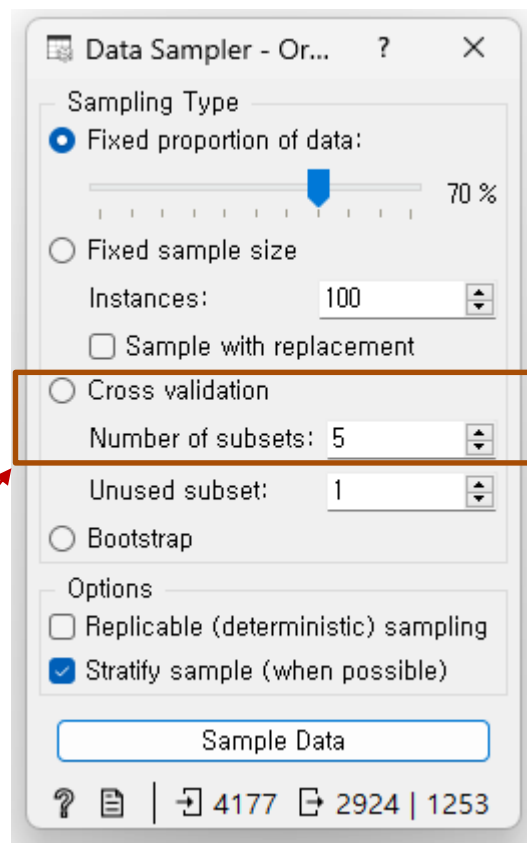 Data Sampler - Or... ? ×
Sampling Type
Fixed proportion of data:
70 %
Fixed sample size
Instances: 100
Sample with replacement
Cross validation
Number of subsets: 5
Unused subset: 1
Bootstrap
Options
Replicable (deterministic) sampling
Stratify sample (when possible)
Sample Data
? | 4177 2924 | 1253